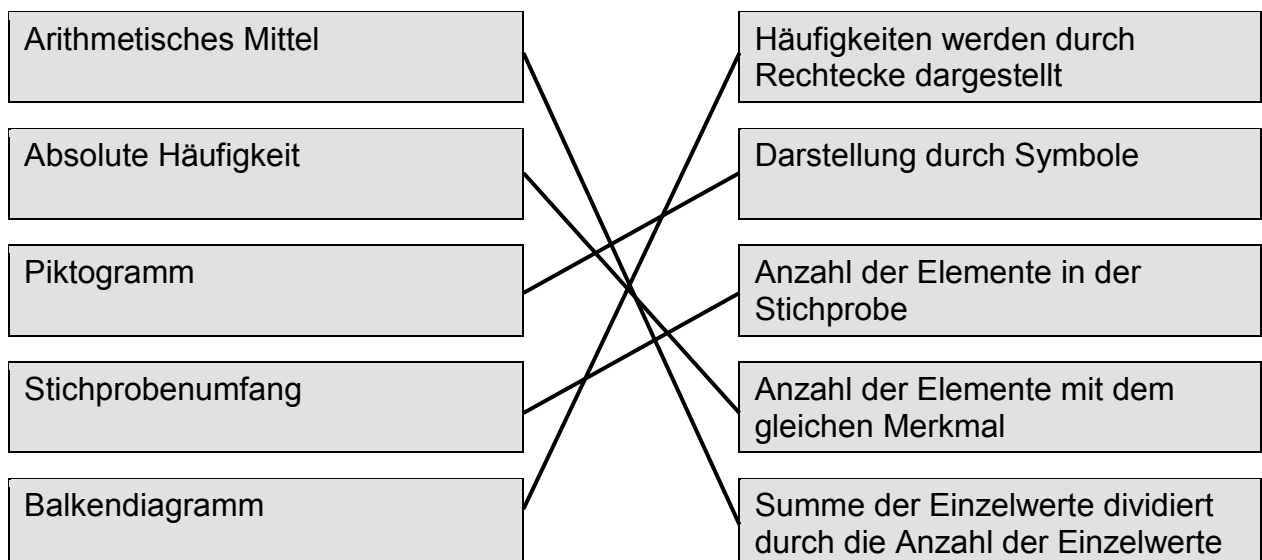 Arithmetisches Mittel
Häufigkeiten werden durch
Rechtecke dargestellt
Absolute Häufigkeit
Darstellung durch Symbole
Piktogramm
Anzahl der Elemente in der
Stichprobe
Stichprobenumfang
Anzahl der Elemente mit dem
gleichen Merkmal
Balkendiagramm
Summe der Einzelwerte dividiert
durch die Anzahl der Einzelwerte